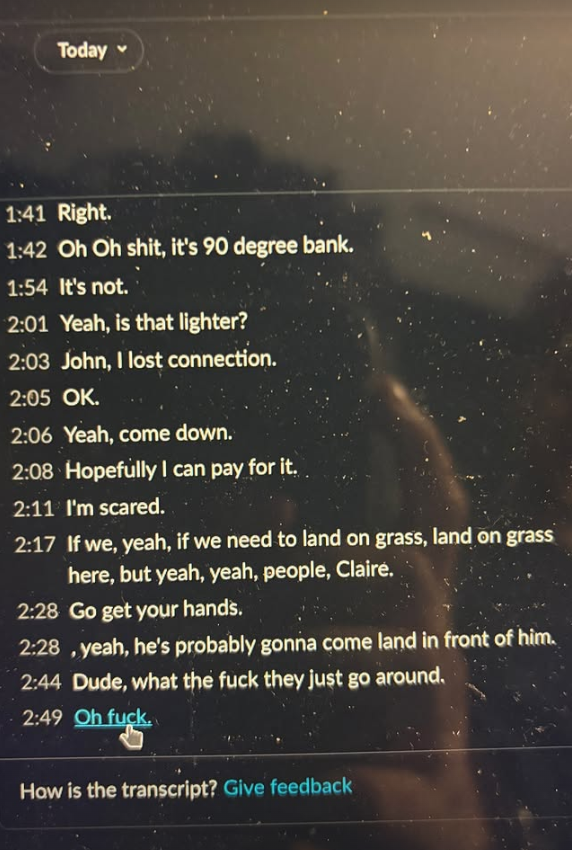 Today
1:41 Right.
1:42 Oh Oh shit, it's 90 degree bank.
1:54 It's not.
2:01 Yeah, is that lighter?
2:03 John, I lost connection.
2:05 OK.
2:06 Yeah, come down.
2:08 Hopefully I can pay for it.
2:11 I'm scared.
2:17 If we, yeah, if we need to land on grass, land on grass
here, but yeah, yeah, people, Claire.
2:28 Go get your hands.
2:28 , yeah, he's probably gonna come land in front of him.
2:44 Dude, what the fuck they just go around.
2:49 Oh fuck.
How is the transcript? Give feedback